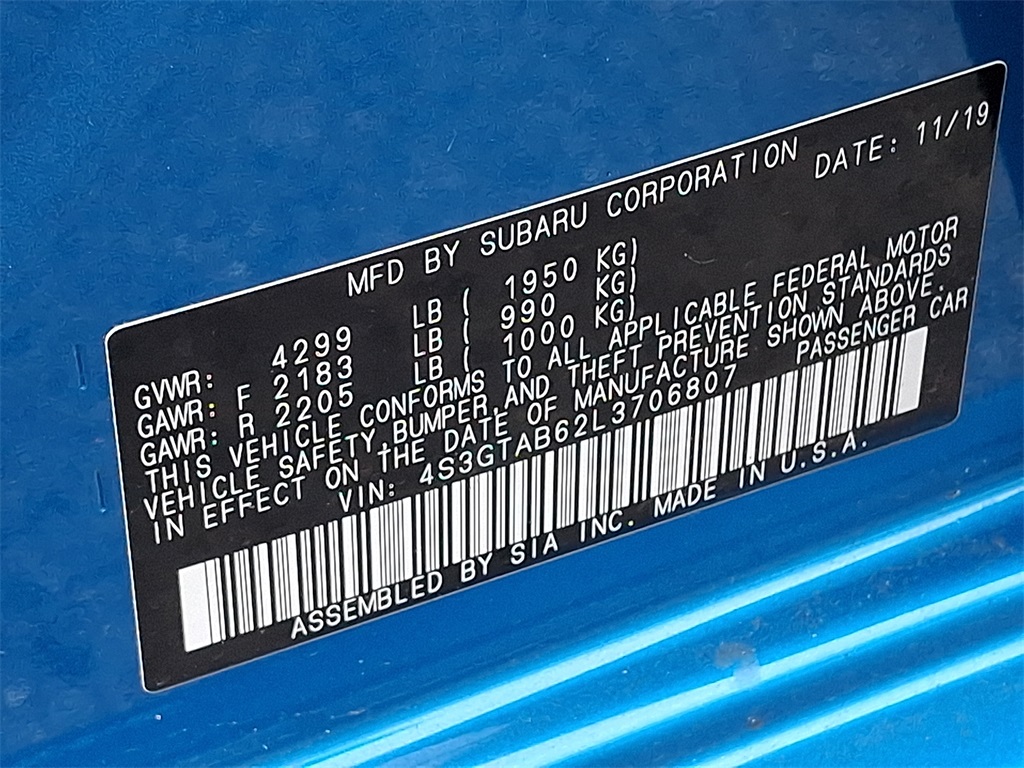 MFD BY SUBARU CORPORATION DATE: 11/19
GVWR: 4299 LB ( 1950 KG)
GAWR: F 2183 LB ( 990 KG)
GAWR: R 2205 LB ( 1000 KG)
THIS VEHICLE CONFORMS TO ALL APPLICABLE FEDERAL MOTOR
VEHICLE SAFETY,BUMPER,AND THEFT PREVENTION STANDARDS
IN EFFECT ON THE DATE OF MANUFACTURE SHOWN ABOVE.
VIN: 4S3GTAB62L3706807 PASSENGER CAR
ASSEMBLED BY SIA INC. MADE IN U.S.A.